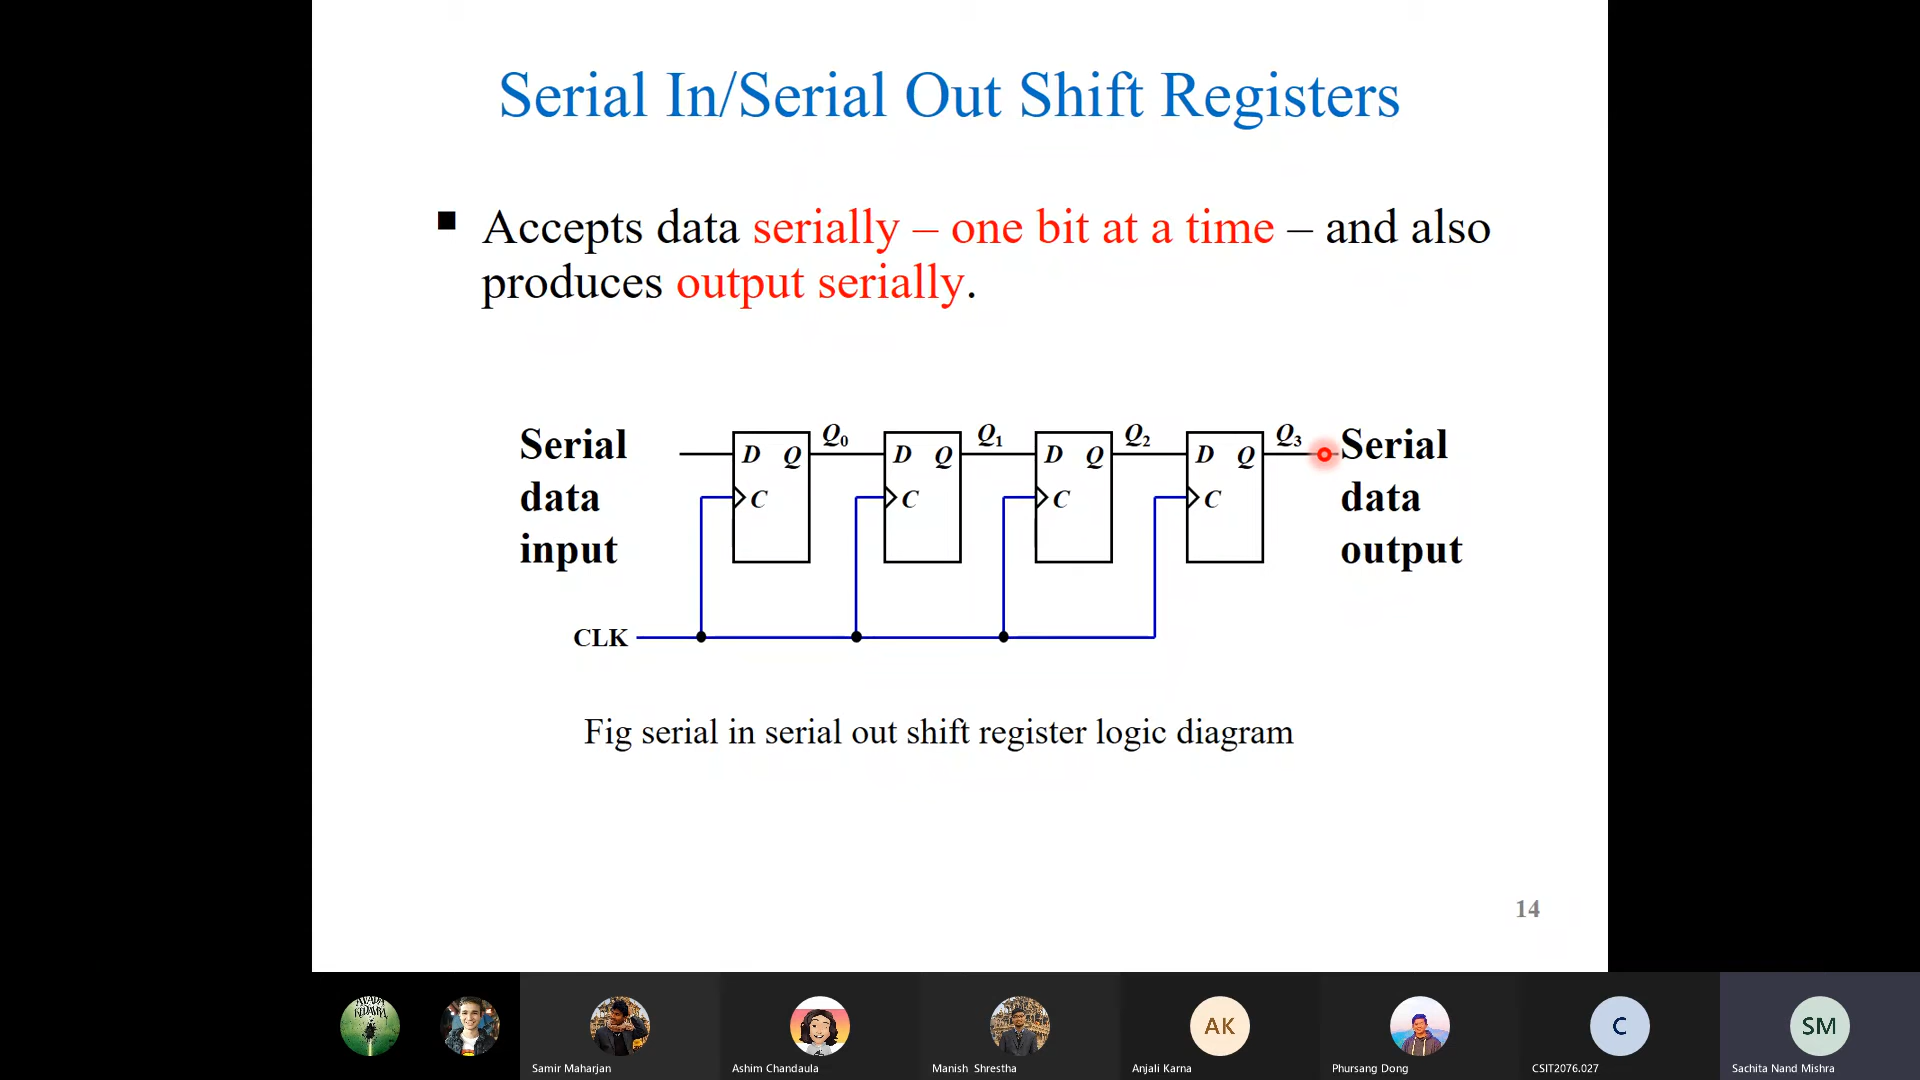 Serial In/Serial Out Shift Registers
Accepts data serially – one bit at a time – and also
produces output serially.
Serial
data
input
D Q
C
Q0
D Q
C
Q1
D Q
C
Q2
D Q
C
Q3
Serial
data
output
CLK
Fig serial in serial out shift register logic diagram
14
AVADA
KEDAVRA
AK
C
SM
Samir Maharjan
Ashim Chandaula
Manish Shrestha
Anjali Karna
Phursang Dong
CSIT2076.027
Sachita Nand Mishra